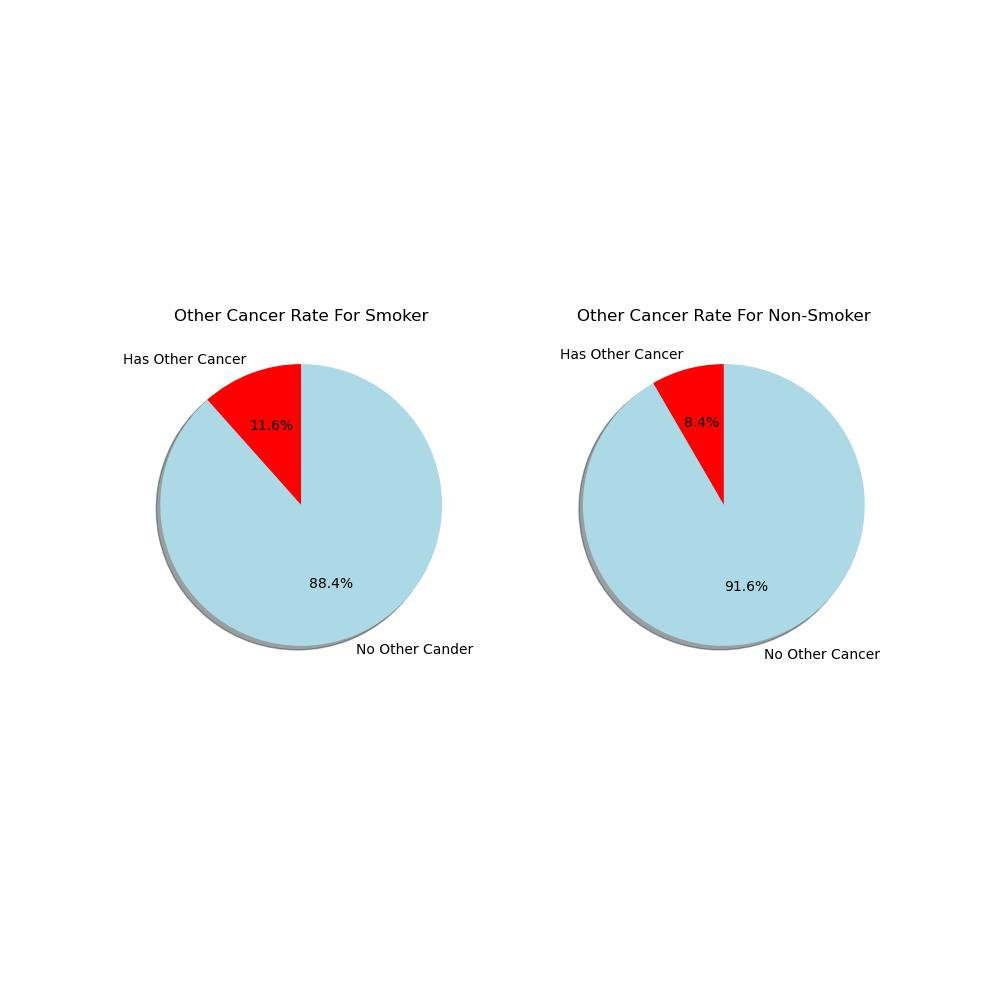 Other Cancer Rate For Smoker
Has Other Cancer
11.6%
88.4%
No Other Cander
Other Cancer Rate For Non-Smoker
Has Other Cancer
8.4%
91.6%
No Other Cancer